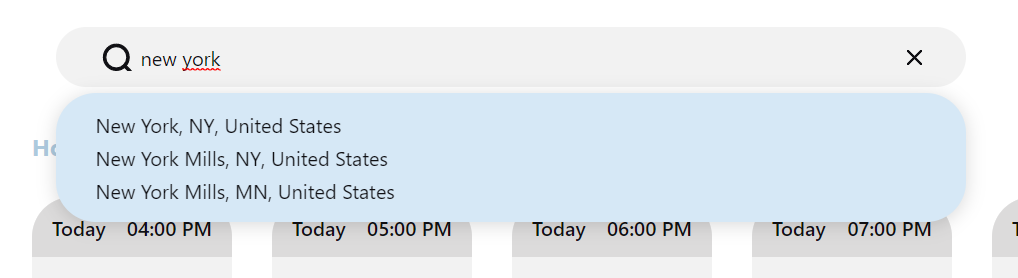 new york
New York, NY, United States
New York Mills, NY, United States
New York Mills, MN, United States
Today 04:00 PM Today 05:00 PM Today 06:00 PM Today 07:00 PM